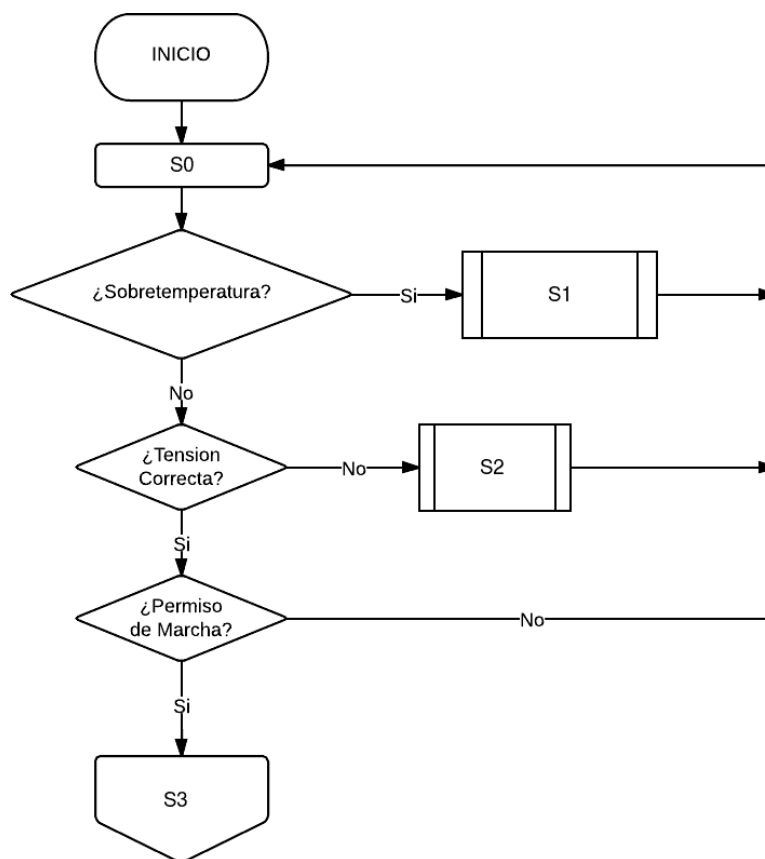 INICIO
S0
¿Sobretemperatura?
Si
S1
No
¿Tension
Correcta?
No
S2
Si
¿Permiso
de Marcha?
No
Si
S3